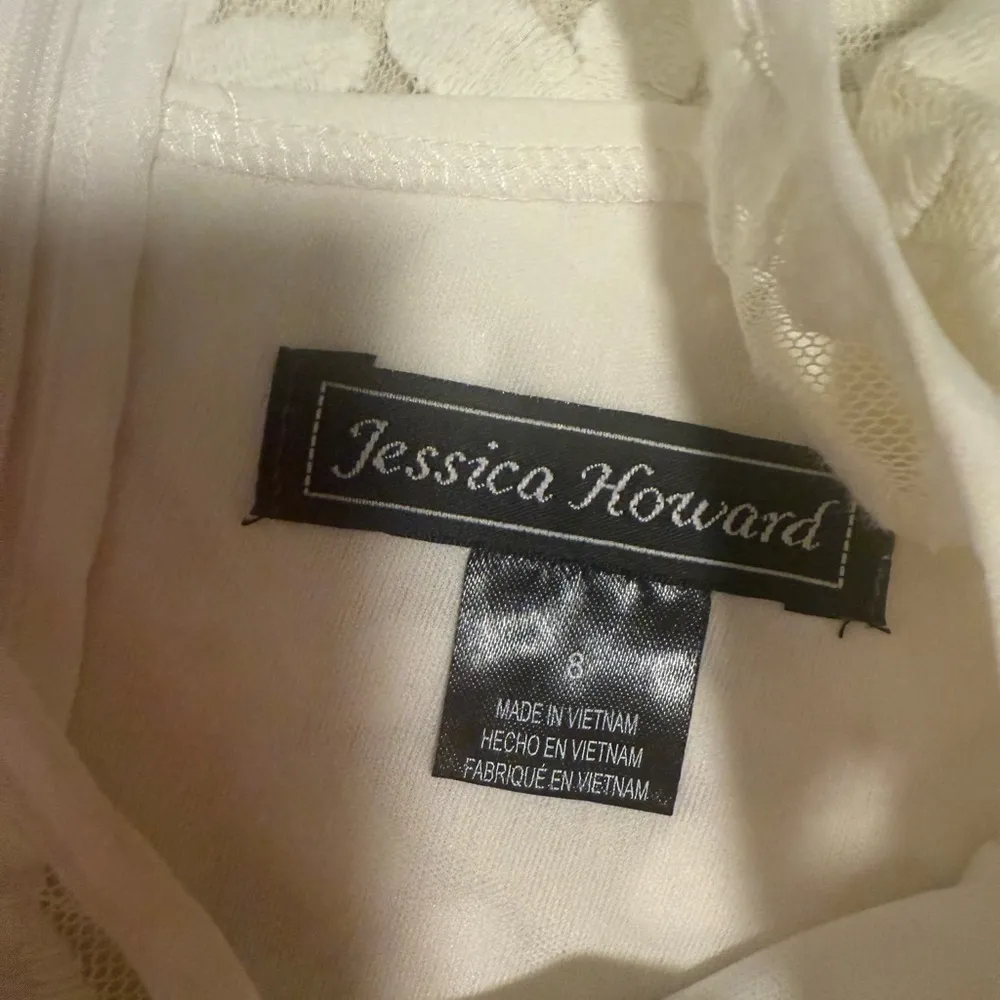 Jessica Howard
8
MADE IN VIETNAM
HECHO EN VIETNAM
FABRIQUÉ EN VIETNAM